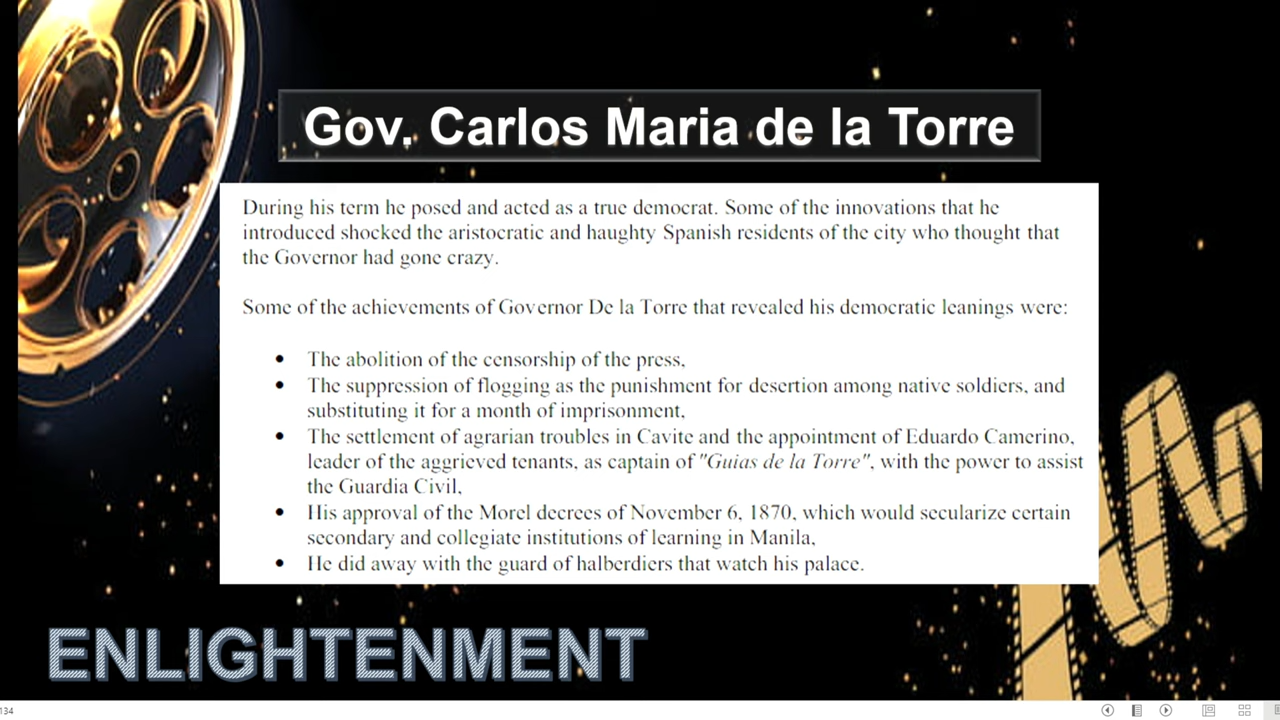 Gov. Carlos Maria de la Torre
During his term he posed and acted as a true democrat. Some of the innovations that he
introduced shocked the aristocratic and haughty Spanish residents of the city who thought that
the Governor had gone crazy.
Some of the achievements of Governor De la Torre that revealed his democratic leanings were:
• The abolition of the censorship of the press,
• The suppression of flogging as the punishment for desertion among native soldiers, and
substituting it for a month of imprisonment,
• The settlement of agrarian troubles in Cavite and the appointment of Eduardo Camerino,
leader of the aggrieved tenants, as captain of "Guias de la Torre", with the power to assist
the Guardia Civil,
• His approval of the Morel decrees of November 6, 1870, which would secularize certain
secondary and collegiate institutions of learning in Manila,
• He did away with the guard of halberdiers that watch his palace.
ENLIGHTENMENT
134